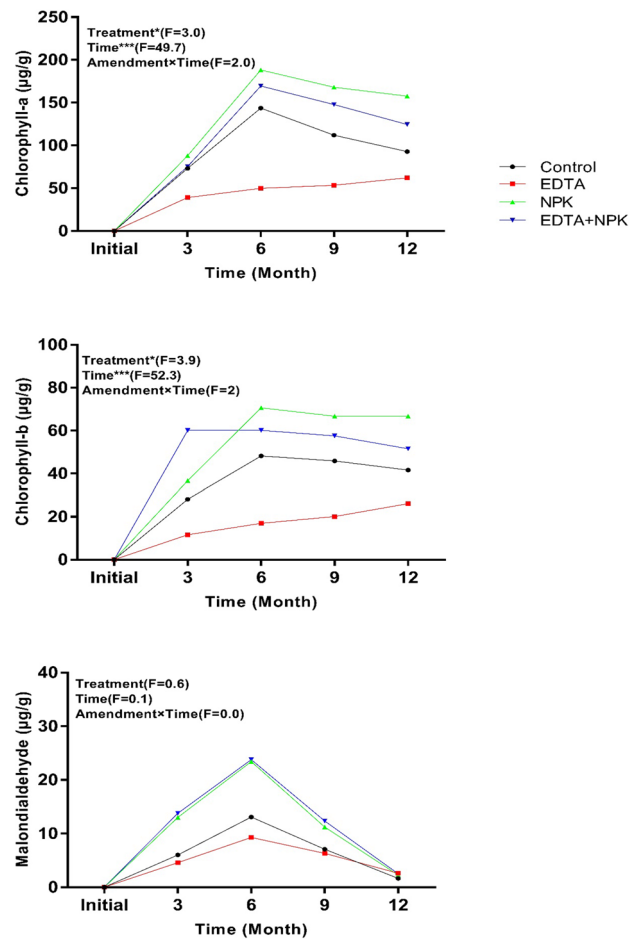 Treatment*(F=3.0)
Time***(F=49.7)
Amendment×Time(F=2.0)
Chlorophyll-a (µg/g)
250
200
150
100
50
0
Initial 3 6 9 12
Time (Month)
Control
EDTA
NPK
EDTA+NPK
Treatment*(F=3.9)
Time***(F=52.3)
Amendment×Time(F=2)
Chlorophyll-b (µg/g)
100
80
60
40
20
0
Initial 3 6 9 12
Time (Month)
Treatment(F=0.6)
Time(F=0.1)
Amendment×Time(F=0.0)
Malondialdehyde (µg/g)
40
30
20
10
0
Initial 3 6 9 12
Time (Month)